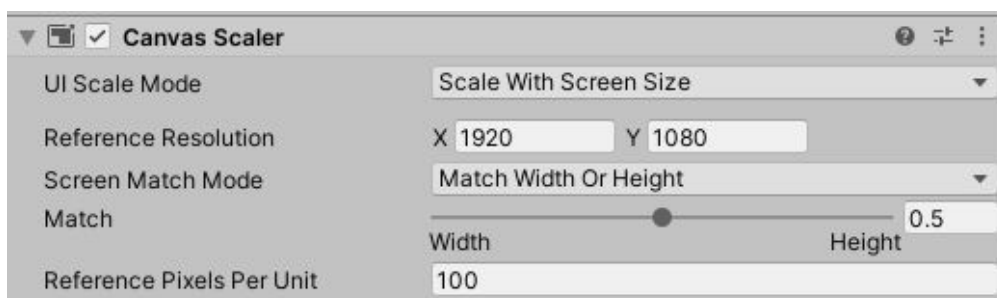 Canvas Scaler
UI Scale Mode Scale With Screen Size
Reference Resolution X 1920 Y 1080
Screen Match Mode Match Width Or Height
Match 0.5
Width Height
Reference Pixels Per Unit 100